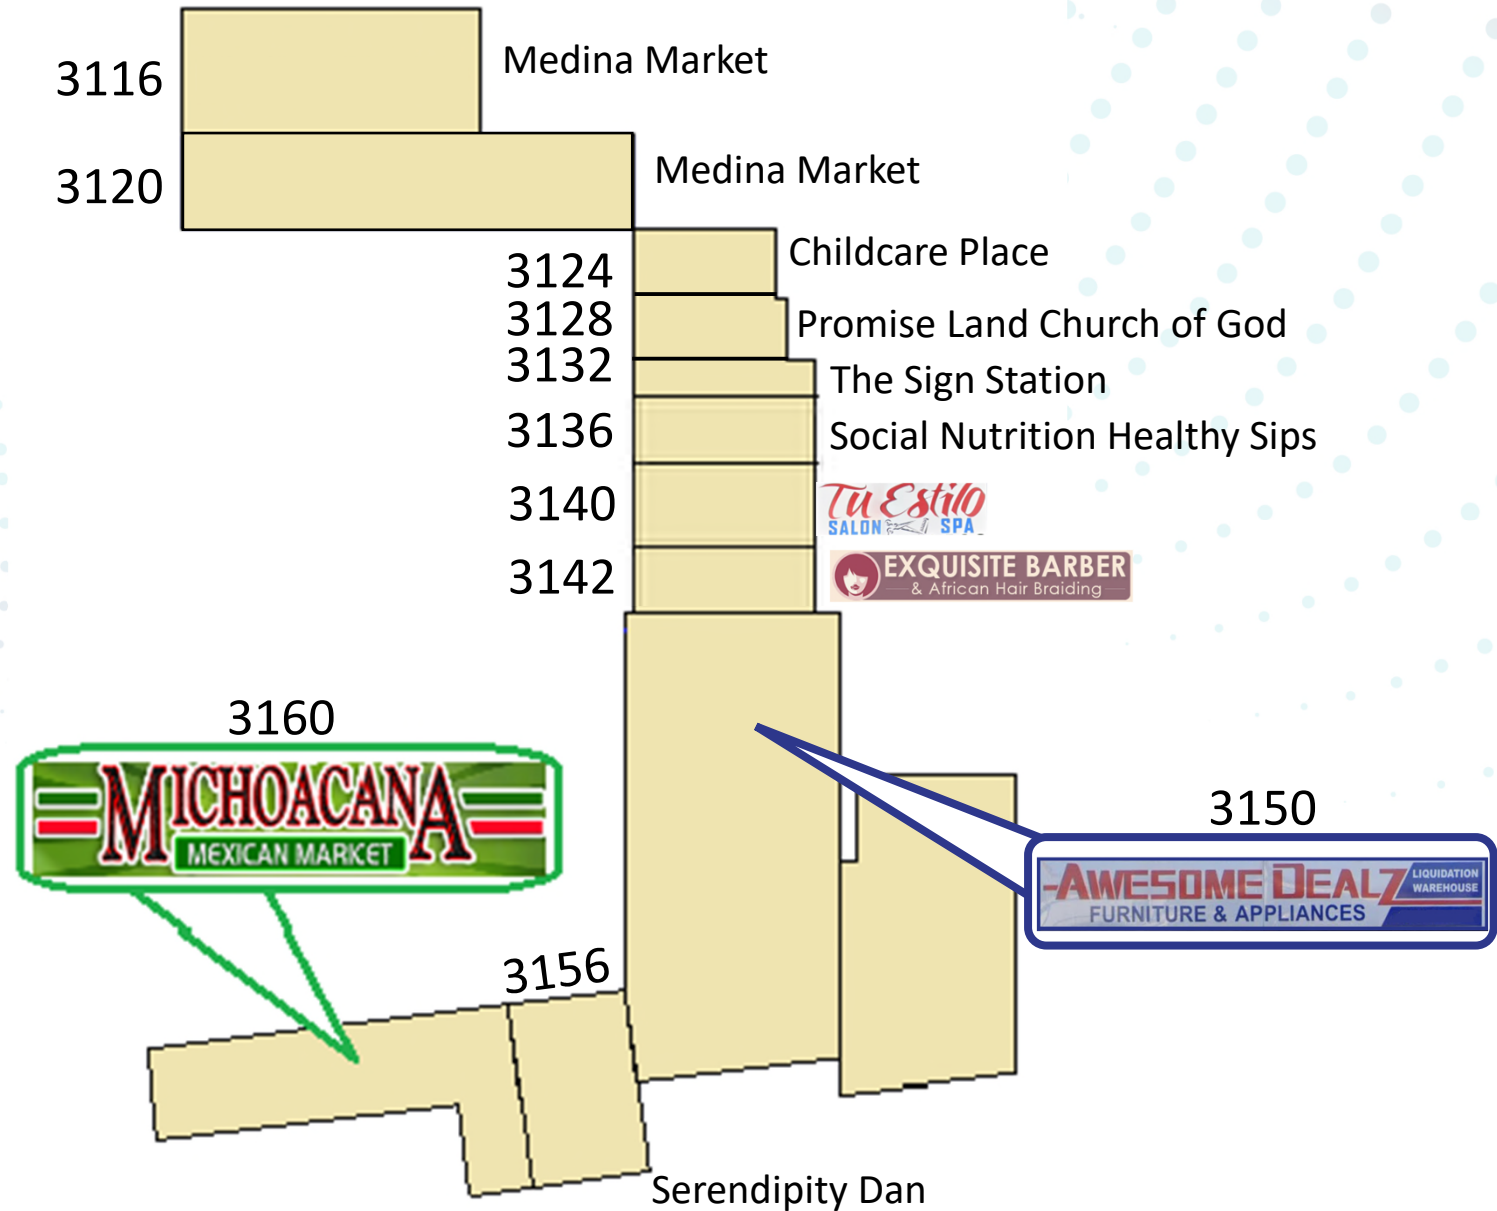 3116
Medina Market
3120
Medina Market
3124
Childcare Place
3128
Promise Land Church of God
3132
The Sign Station
3136
Social Nutrition Healthy Sips
3140
Tu Estilo
SALON SPA
3142
EXQUISITE BARBER
& African Hair Braiding
3160
MICHOACANA
MEXICAN MARKET
3150
AWESOME DEALZ
LIQUIDATION
WAREHOUSE
FURNITURE & APPLIANCES
3156
Serendipity Dan